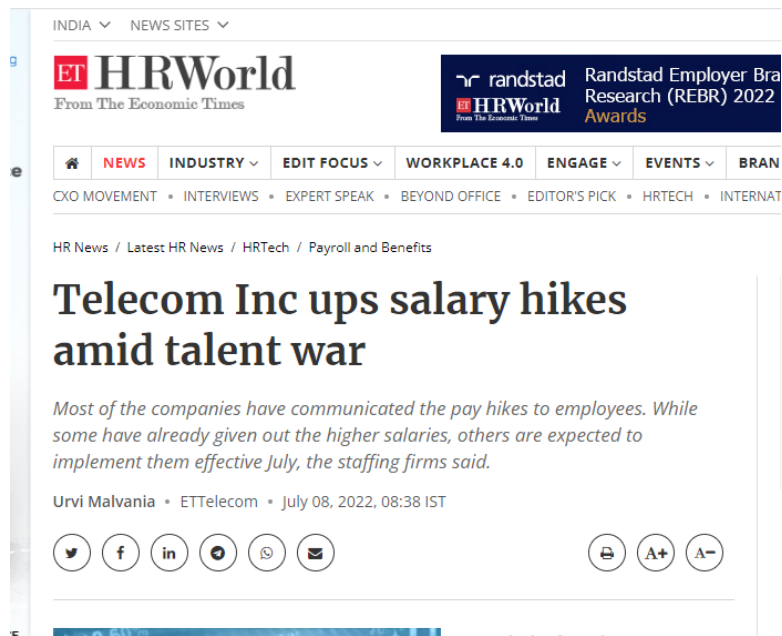 INDIA NEWS SITES
ET HRWorld
From The Economic Times
randstad
ET HRWorld
From The Economic Times
Randstad Employer Bra
Research (REBR) 2022
Awards
NEWS INDUSTRY EDIT FOCUS WORKPLACE 4.0 ENGAGE EVENTS BRAN
CXO MOVEMENT • INTERVIEWS • EXPERT SPEAK • BEYOND OFFICE • EDITOR'S PICK • HRTECH • INTERNAT
HR News / Latest HR News / HRTech / Payroll and Benefits
Telecom Inc ups salary hikes
amid talent war
Most of the companies have communicated the pay hikes to employees. While
some have already given out the higher salaries, others are expected to
implement them effective July, the staffing firms said.
Urvi Malvania • ETTelecom • July 08, 2022, 08:38 IST
A+ A-